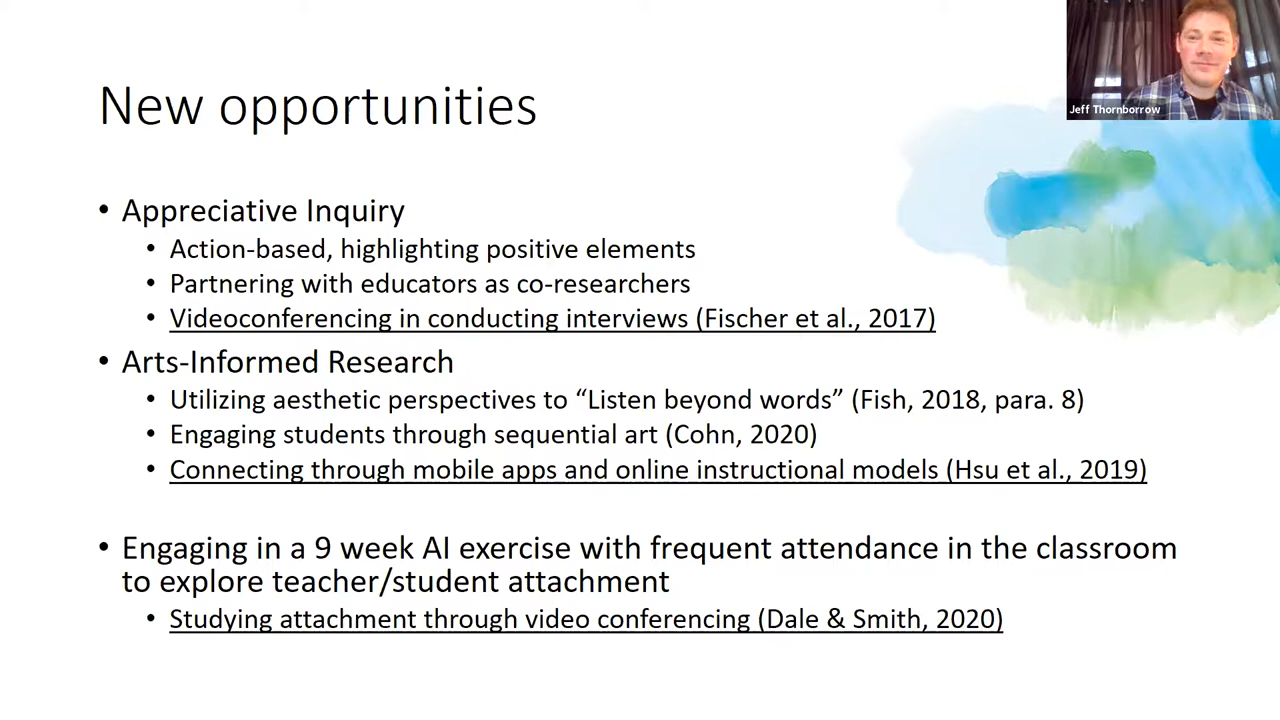 Jeff Thornborrow
New opportunities
• Appreciative Inquiry
• Action-based, highlighting positive elements
• Partnering with educators as co-researchers
• Videoconferencing in conducting interviews (Fischer et al., 2017)
• Arts-Informed Research
• Utilizing aesthetic perspectives to “Listen beyond words” (Fish, 2018, para. 8)
• Engaging students through sequential art (Cohn, 2020)
• Connecting through mobile apps and online instructional models (Hsu et al., 2019)
• Engaging in a 9 week AI exercise with frequent attendance in the classroom
to explore teacher/student attachment
• Studying attachment through video conferencing (Dale & Smith, 2020)